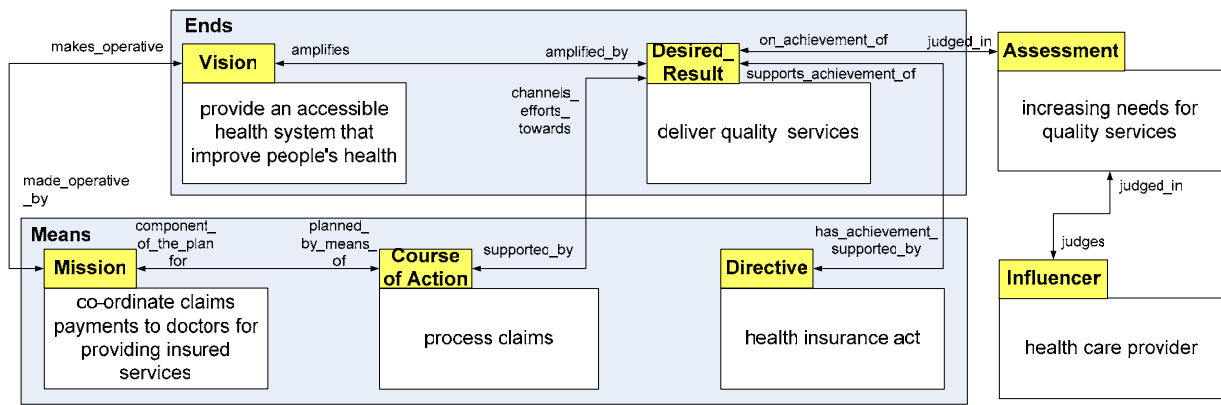 Ends
makes_operative
Vision
amplifies
amplified_by
Desired_
Result
on_achievement_of
judged_in
Assessment
supports_achievement_of
channels_
efforts_
towards
provide an accessible
health system that
improve people's health
deliver quality services
increasing needs for
quality services
made_operative
_by
judged_in
Means
component_
_of_the_plan
for
planned_
_by_means_
of
Mission
Course
of Action
supported_by
Directive
has_achievement_
supported_by
judges
Influencer
co-ordinate claims
payments to doctors for
providing insured
services
process claims
health insurance act
health care provider